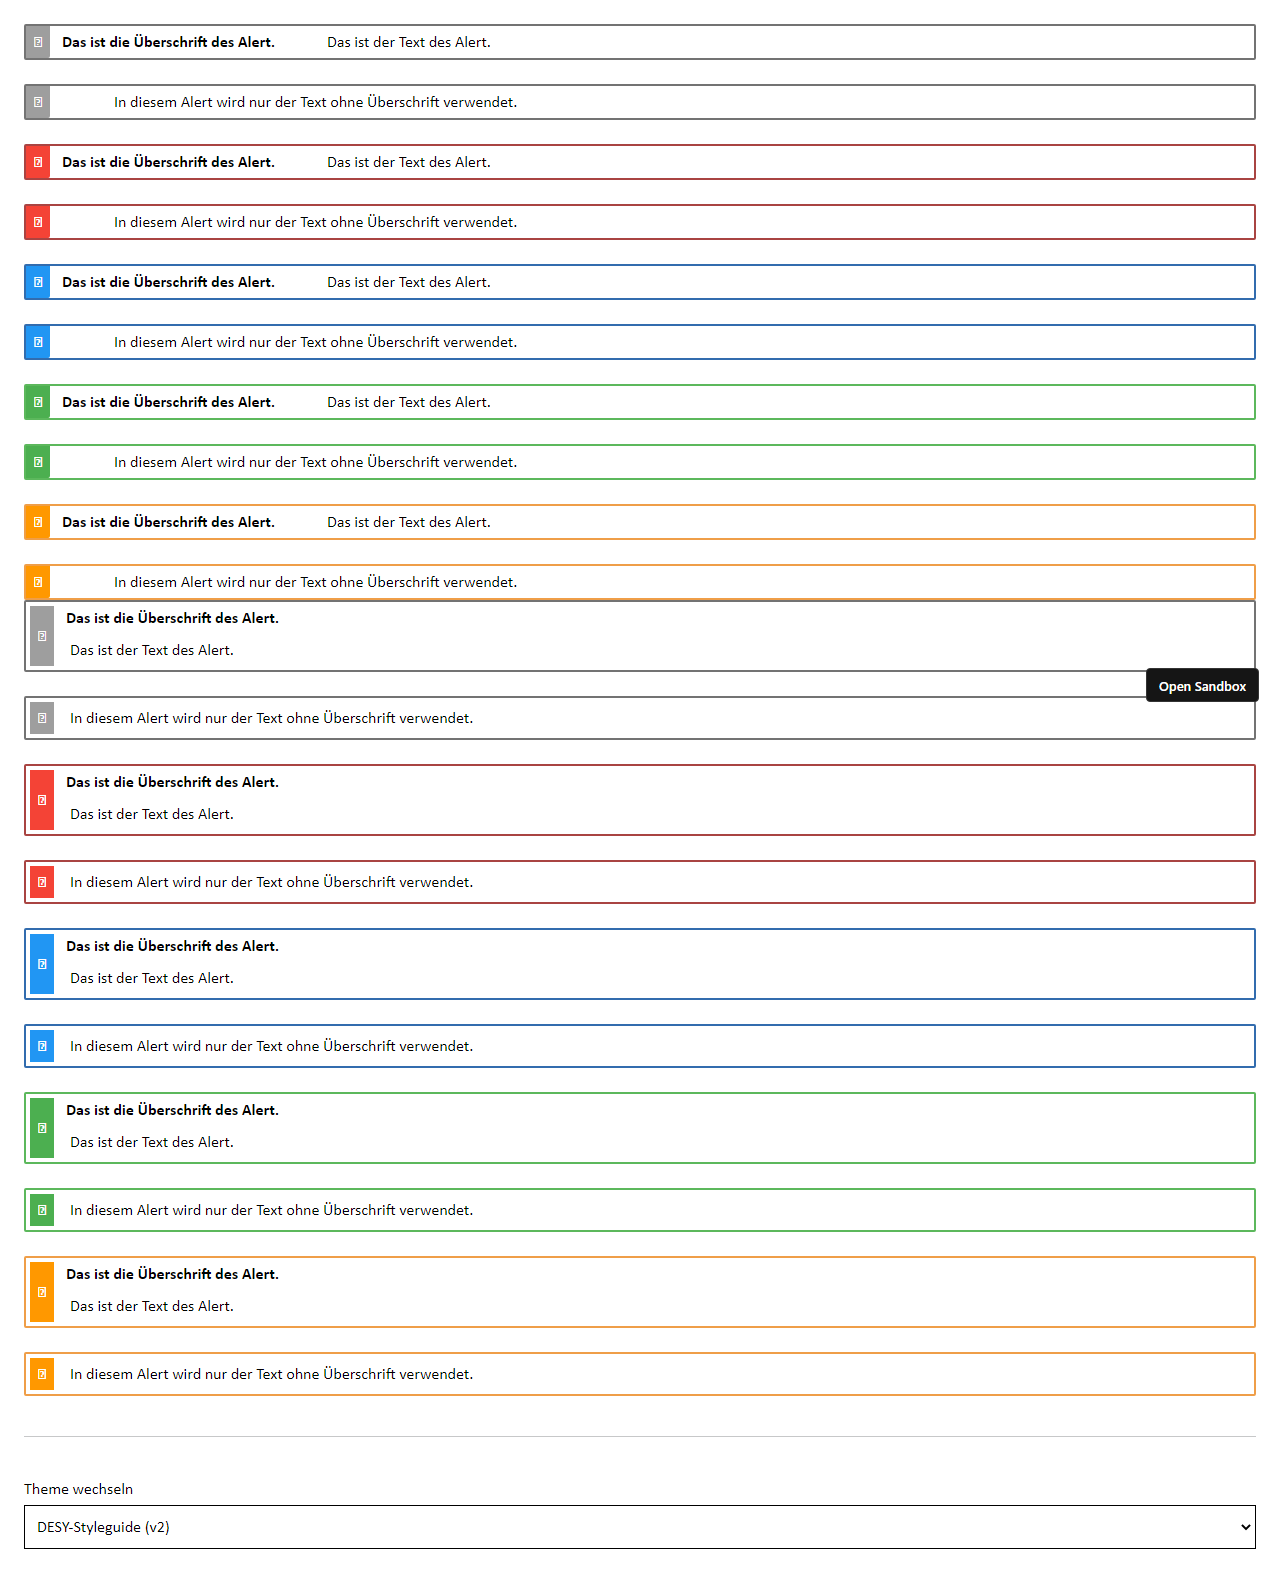 Das ist die Überschrift des Alert. Das ist der Text des Alert.
In diesem Alert wird nur der Text ohne Überschrift verwendet.
Das ist die Überschrift des Alert. Das ist der Text des Alert.
In diesem Alert wird nur der Text ohne Überschrift verwendet.
Das ist die Überschrift des Alert. Das ist der Text des Alert.
In diesem Alert wird nur der Text ohne Überschrift verwendet.
Das ist die Überschrift des Alert. Das ist der Text des Alert.
In diesem Alert wird nur der Text ohne Überschrift verwendet.
Das ist die Überschrift des Alert. Das ist der Text des Alert.
In diesem Alert wird nur der Text ohne Überschrift verwendet.
Das ist die Überschrift des Alert.
Das ist der Text des Alert.
Open Sandbox
In diesem Alert wird nur der Text ohne Überschrift verwendet.
Das ist die Überschrift des Alert.
Das ist der Text des Alert.
In diesem Alert wird nur der Text ohne Überschrift verwendet.
Das ist die Überschrift des Alert.
Das ist der Text des Alert.
In diesem Alert wird nur der Text ohne Überschrift verwendet.
Das ist die Überschrift des Alert.
Das ist der Text des Alert.
In diesem Alert wird nur der Text ohne Überschrift verwendet.
Das ist die Überschrift des Alert.
Das ist der Text des Alert.
In diesem Alert wird nur der Text ohne Überschrift verwendet.
Theme wechseln
DESY-Styleguide (v2)